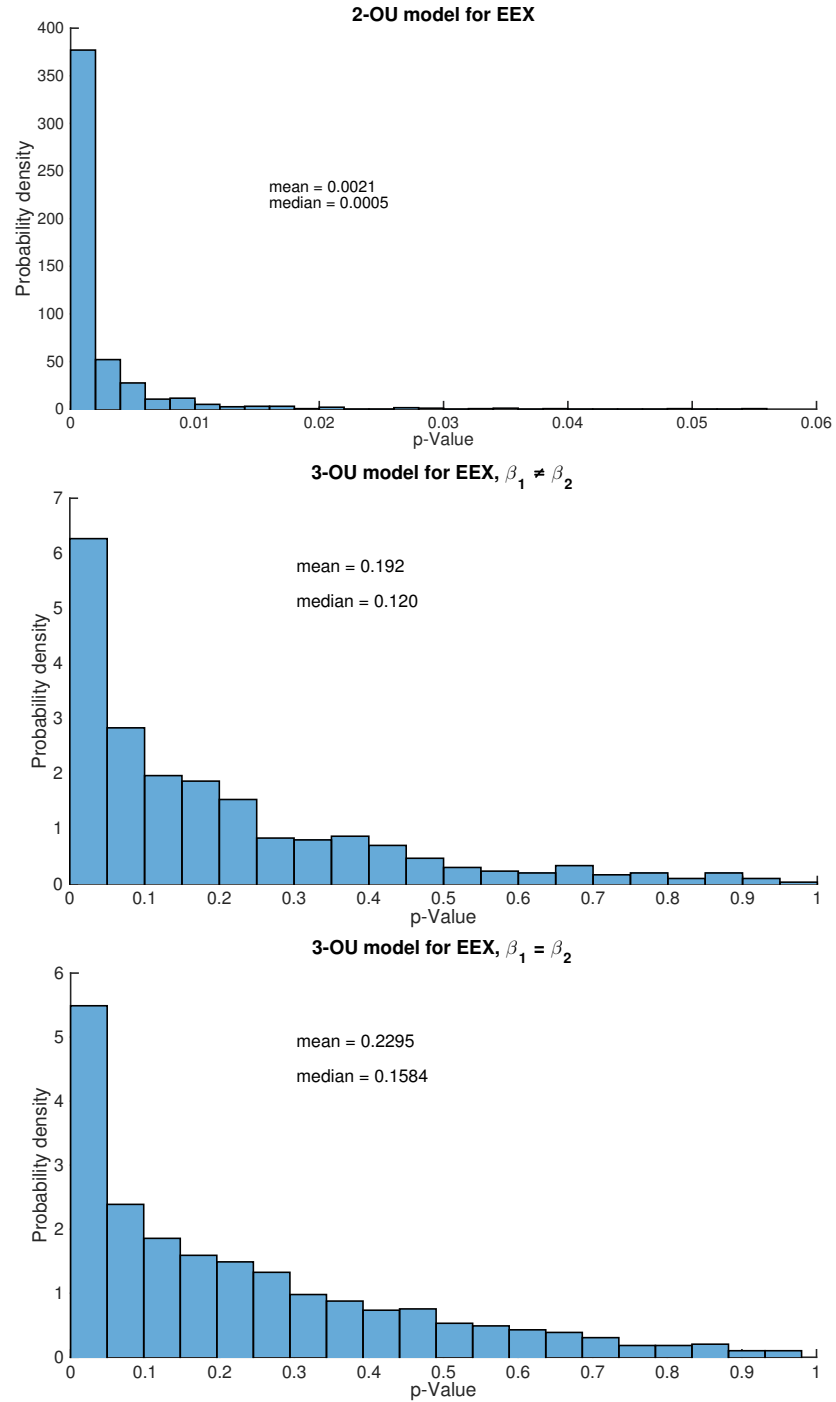 2-OU model for EEX
400
350
300
250
200
150
100
50
0
Probability density
mean = 0.0021
median = 0.0005
0 0.01 0.02 0.03 0.04 0.05 0.06
p-Value
3-OU model for EEX, β₁ ≠ β₂
7
6
5
4
3
2
1
0
Probability density
mean = 0.192
median = 0.120
0 0.1 0.2 0.3 0.4 0.5 0.6 0.7 0.8 0.9 1
p-Value
3-OU model for EEX, β₁ = β₂
6
5
4
3
2
1
0
Probability density
mean = 0.2295
median = 0.1584
0 0.1 0.2 0.3 0.4 0.5 0.6 0.7 0.8 0.9 1
p-Value